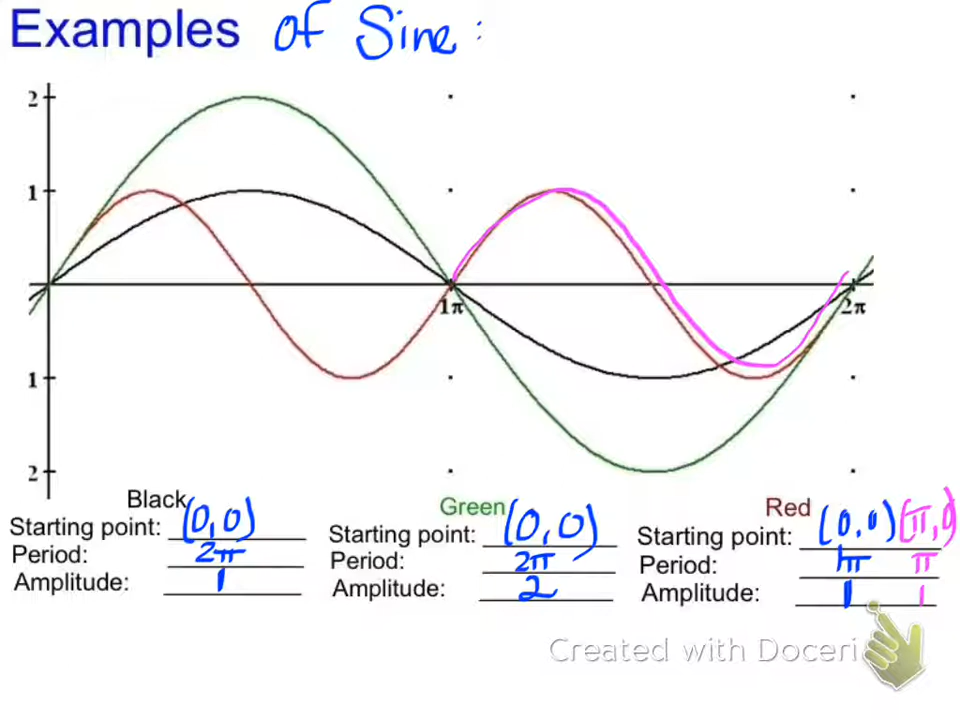 Examples of Sine:
2
1
1π
2π
1
2
Black
Starting point: (0,0)
Period: 2π
Amplitude: 1
Green
Starting point: (0,0)
Period: 2π
Amplitude: 2
Red
Starting point: (0,0) (π,0)
Period: 1π π
Amplitude: 1 1
Created with Doceri